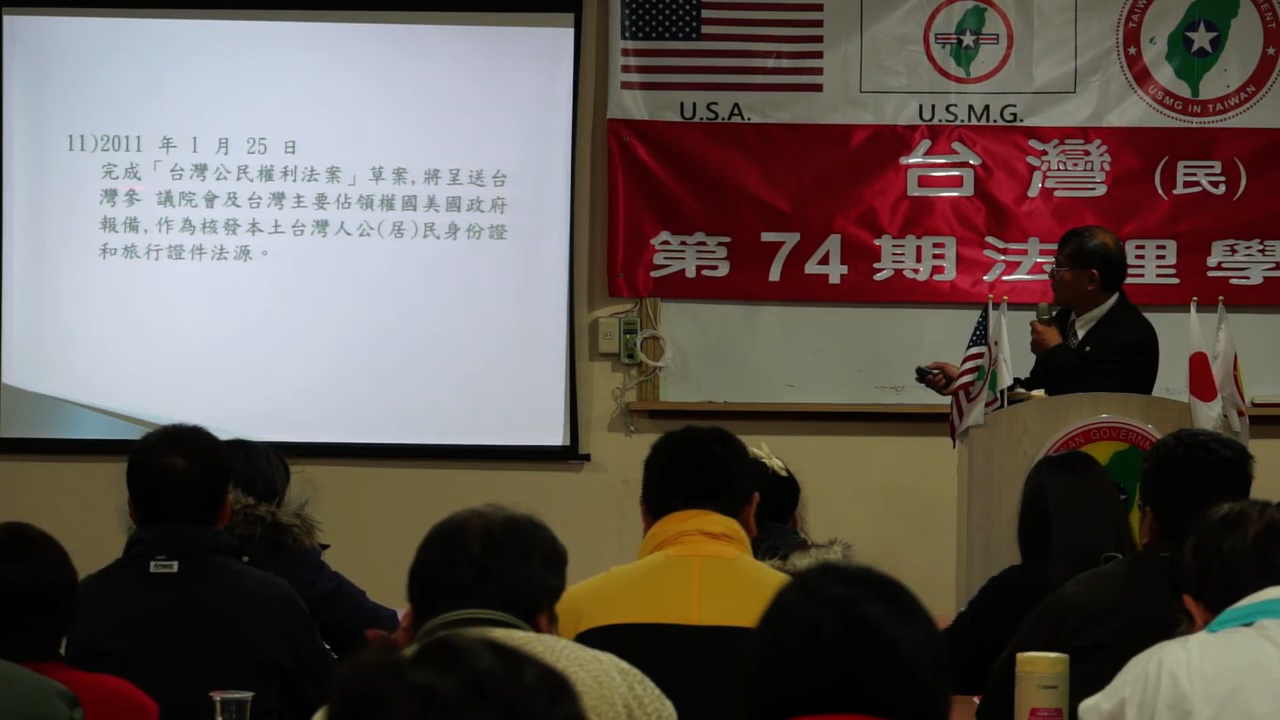 11)2011 年 1 月 25 日
完成「台灣公民權利法案」草案,將呈送台
灣參 議院會及台灣主要佔領權國美國政府
報備,作為核發本土台灣人公(居)民身份證
和旅行證件法源。
U.S.A.
U.S.M.G.
USMG IN TAIWAN
台灣(民)
第74期法理學